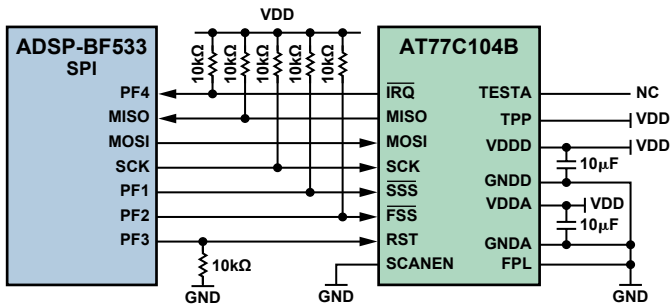 VDD
ADSP-BF533
SPI
10kΩ
10kΩ
10kΩ
10kΩ
10kΩ
AT77C104B
PF4
IRQ
TESTA
NC
MISO
MISO
TPP
VDD
MOSI
MOSI
VDDD
VDD
10µF
SCK
SCK
GNDD
PF1
SSS
VDDA
VDD
PF2
FSS
10µF
PF3
RST
GNDA
10kΩ
SCANEN
FPL
GND
GND
GND